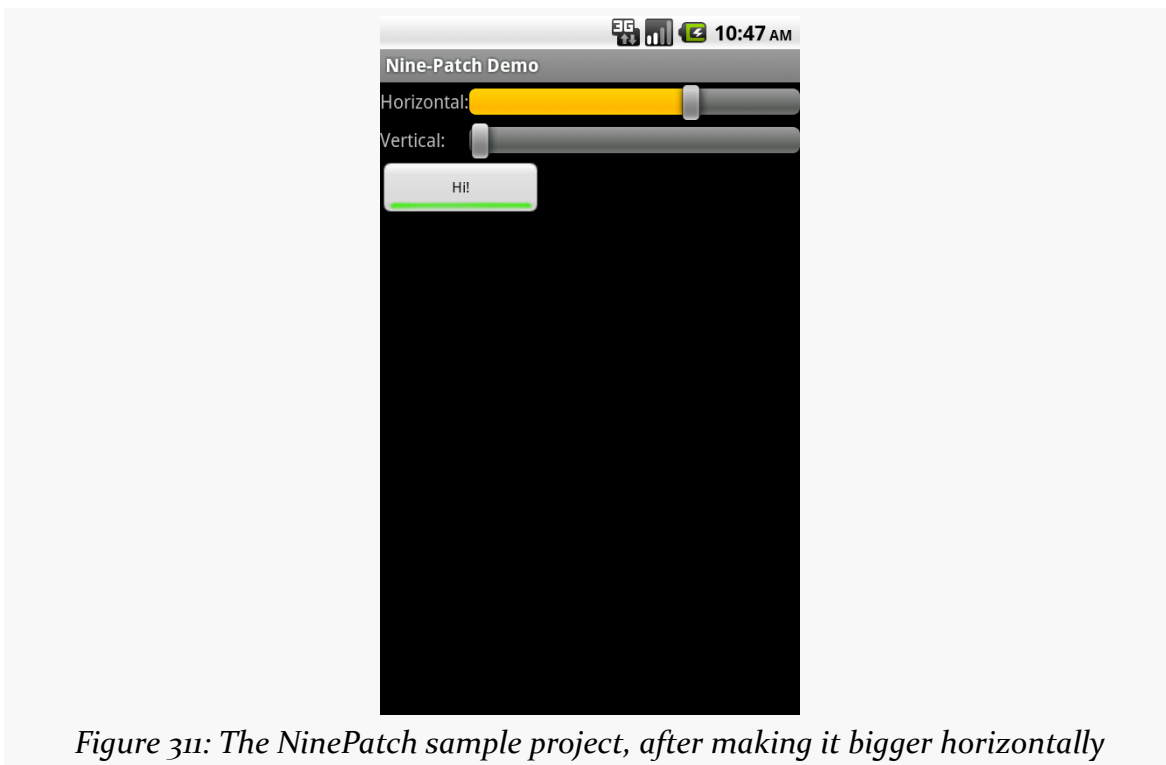 3G 10:47 AM
Nine-Patch Demo
Horizontal:
Vertical:
Hi!
Figure 311: The NinePatch sample project, after making it bigger horizontally